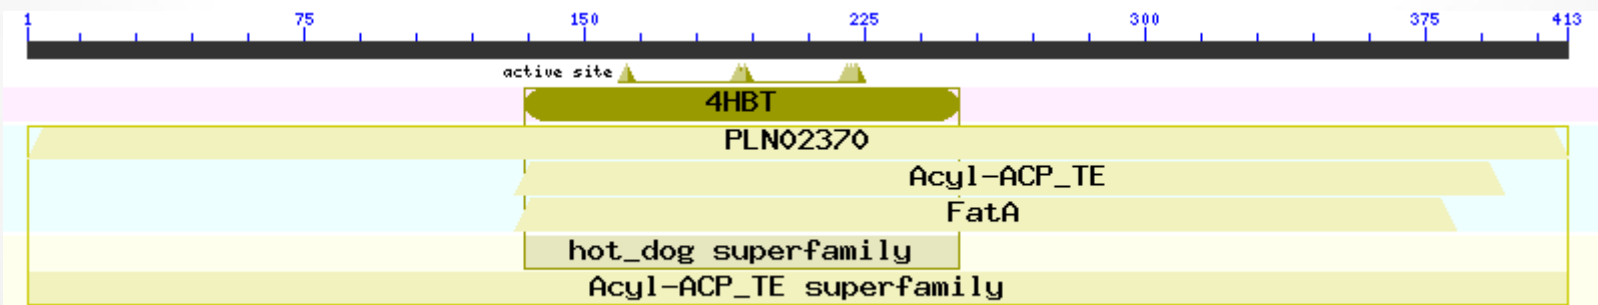 1 75 150 225 300 375 413
active site
4HBT
PLN02370
Acyl-ACP_TE
FatA
hot_dog superfamily
Acyl-ACP_TE superfamily